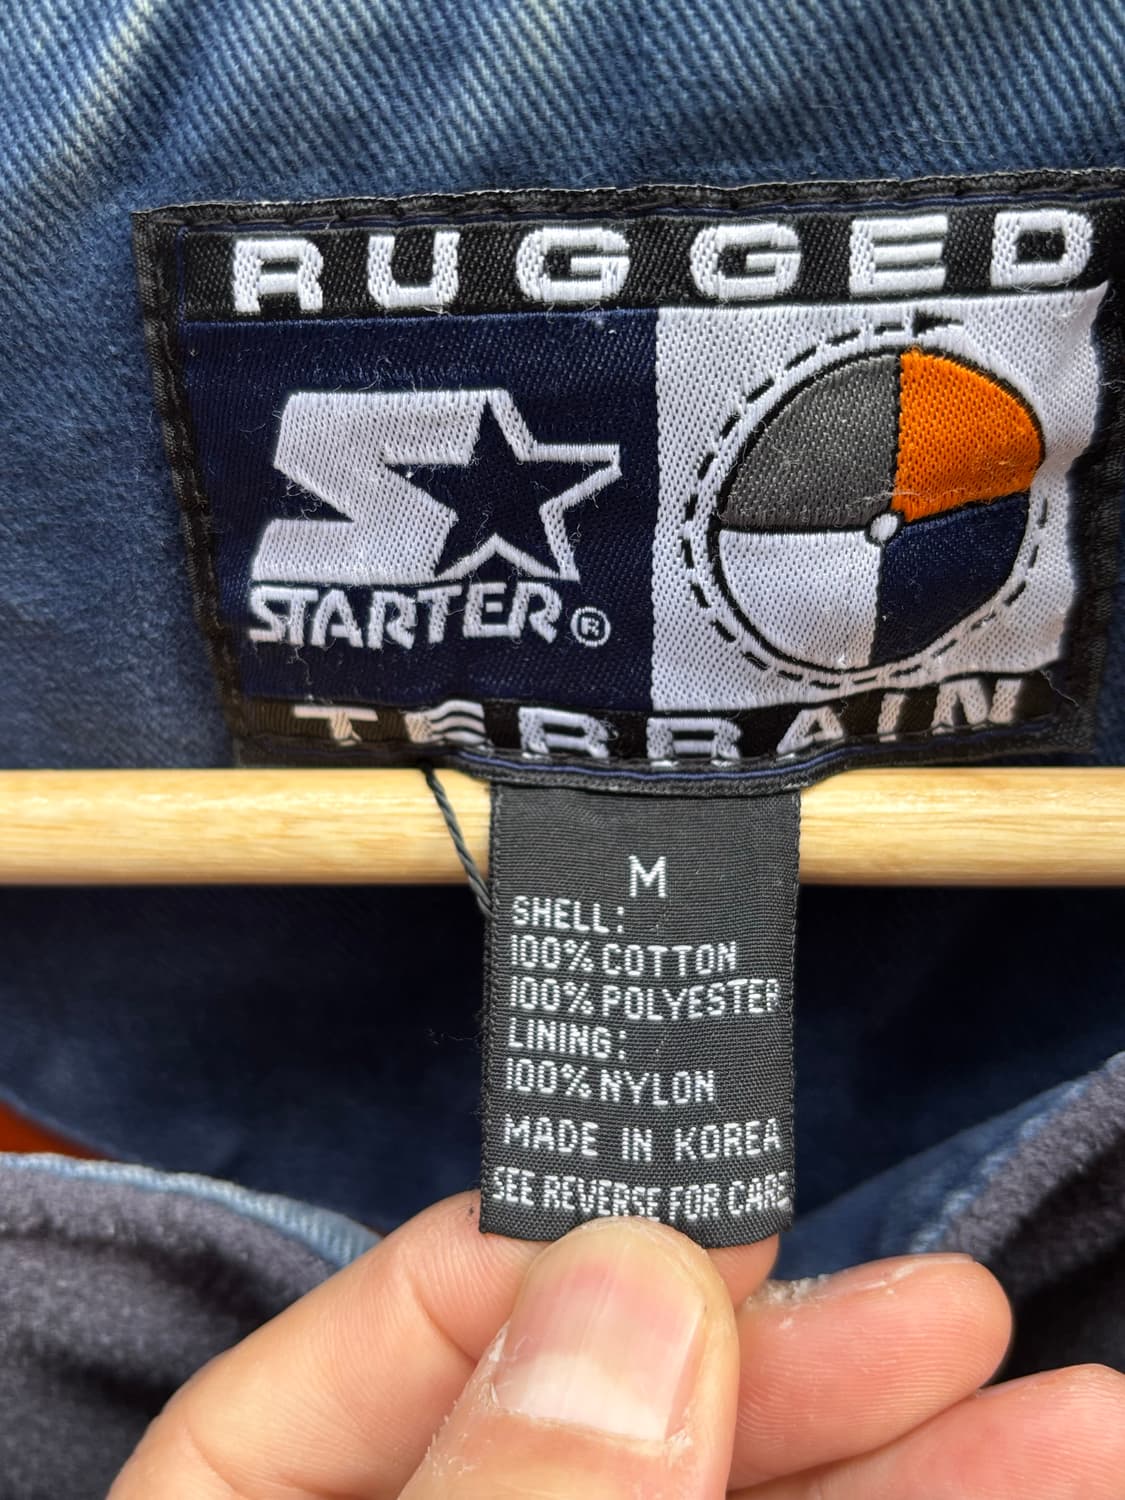 RUGGED
STARTER®
TERRAIN
M
SHELL:
100% COTTON
100% POLYESTER
LINING:
100% NYLON
MADE IN KOREA
SEE REVERSE FOR CARE